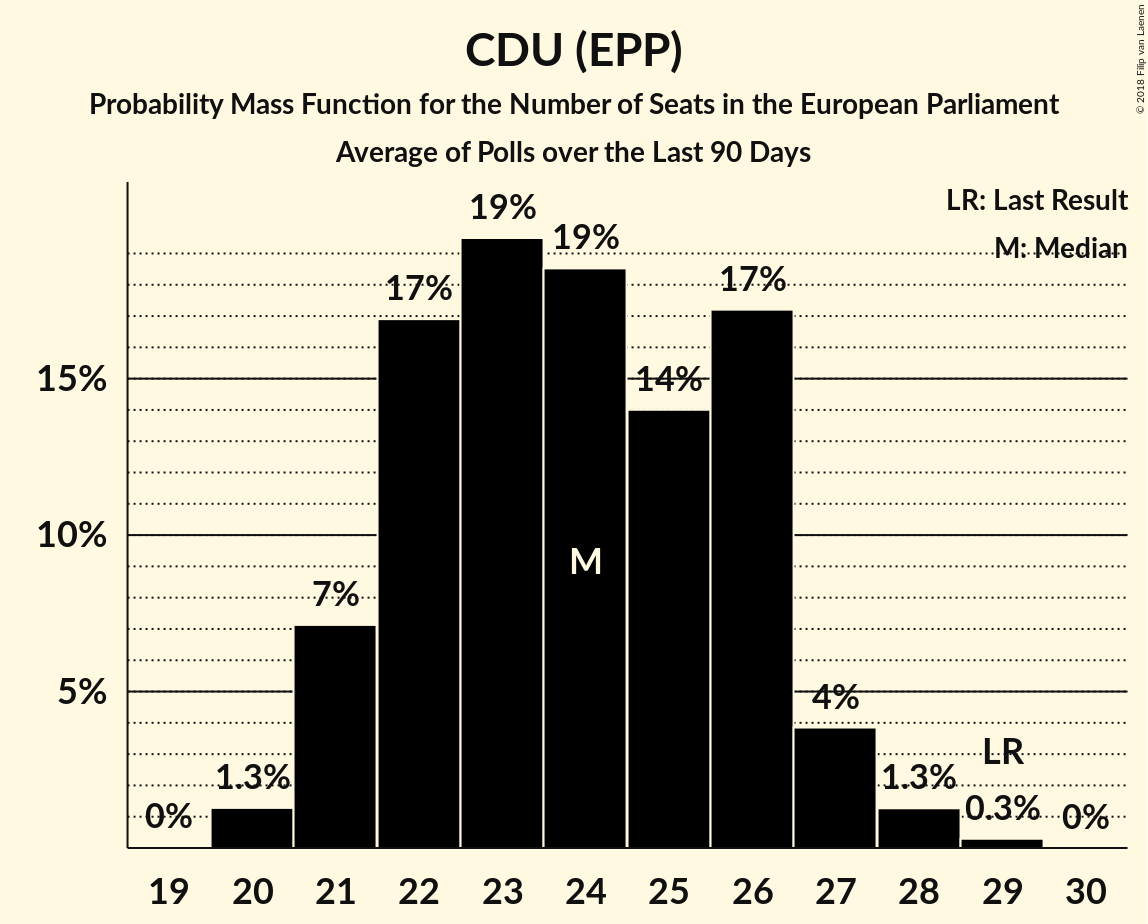 CDU (EPP)
Probability Mass Function for the Number of Seats in the European Parliament
Average of Polls over the Last 90 Days
© 2018 Filip van Laenen
LR: Last Result
M: Median
19%
19%
17%
17%
15%
14%
10%
M
7%
5%
4%
LR
1.3%
1.3%
0.3%
0%
0%
19 20 21 22 23 24 25 26 27 28 29 30